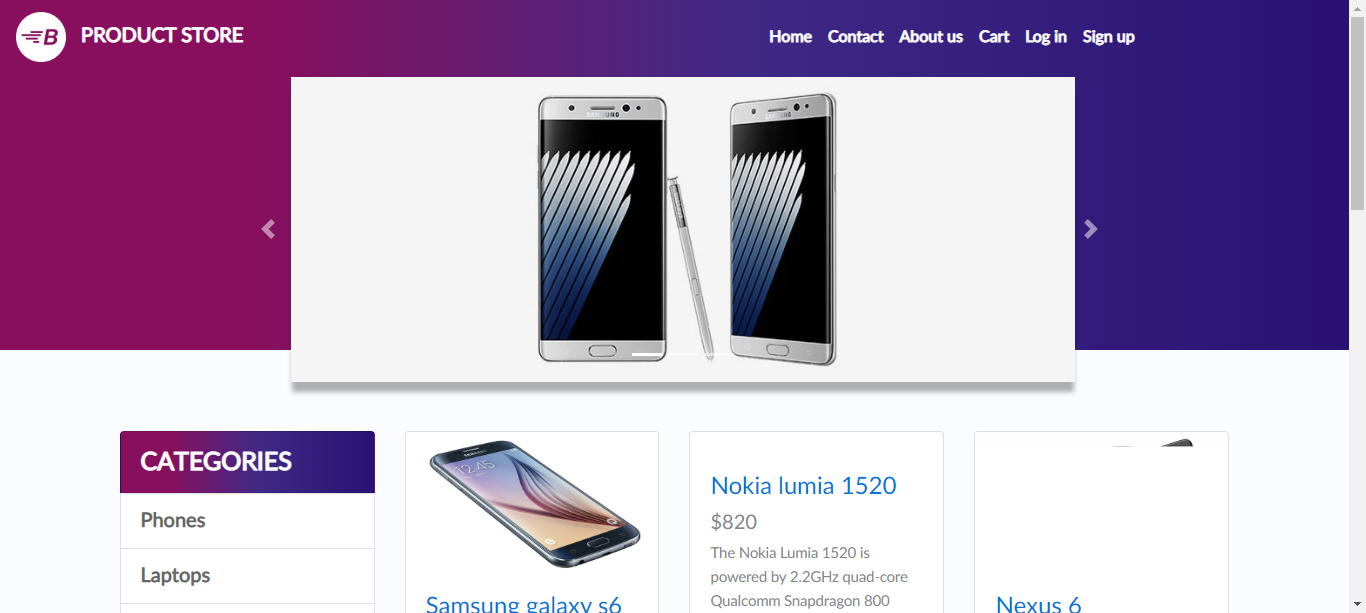 B PRODUCT STORE
Home Contact About us Cart Log in Sign up
SAMSUNG
SAMSUNG
CATEGORIES
Phones
Laptops
12:45
Samsung galaxy s6
Nokia lumia 1520
$820
The Nokia Lumia 1520 is
powered by 2.2GHz quad-core
Qualcomm Snapdragon 800
Nexus 6